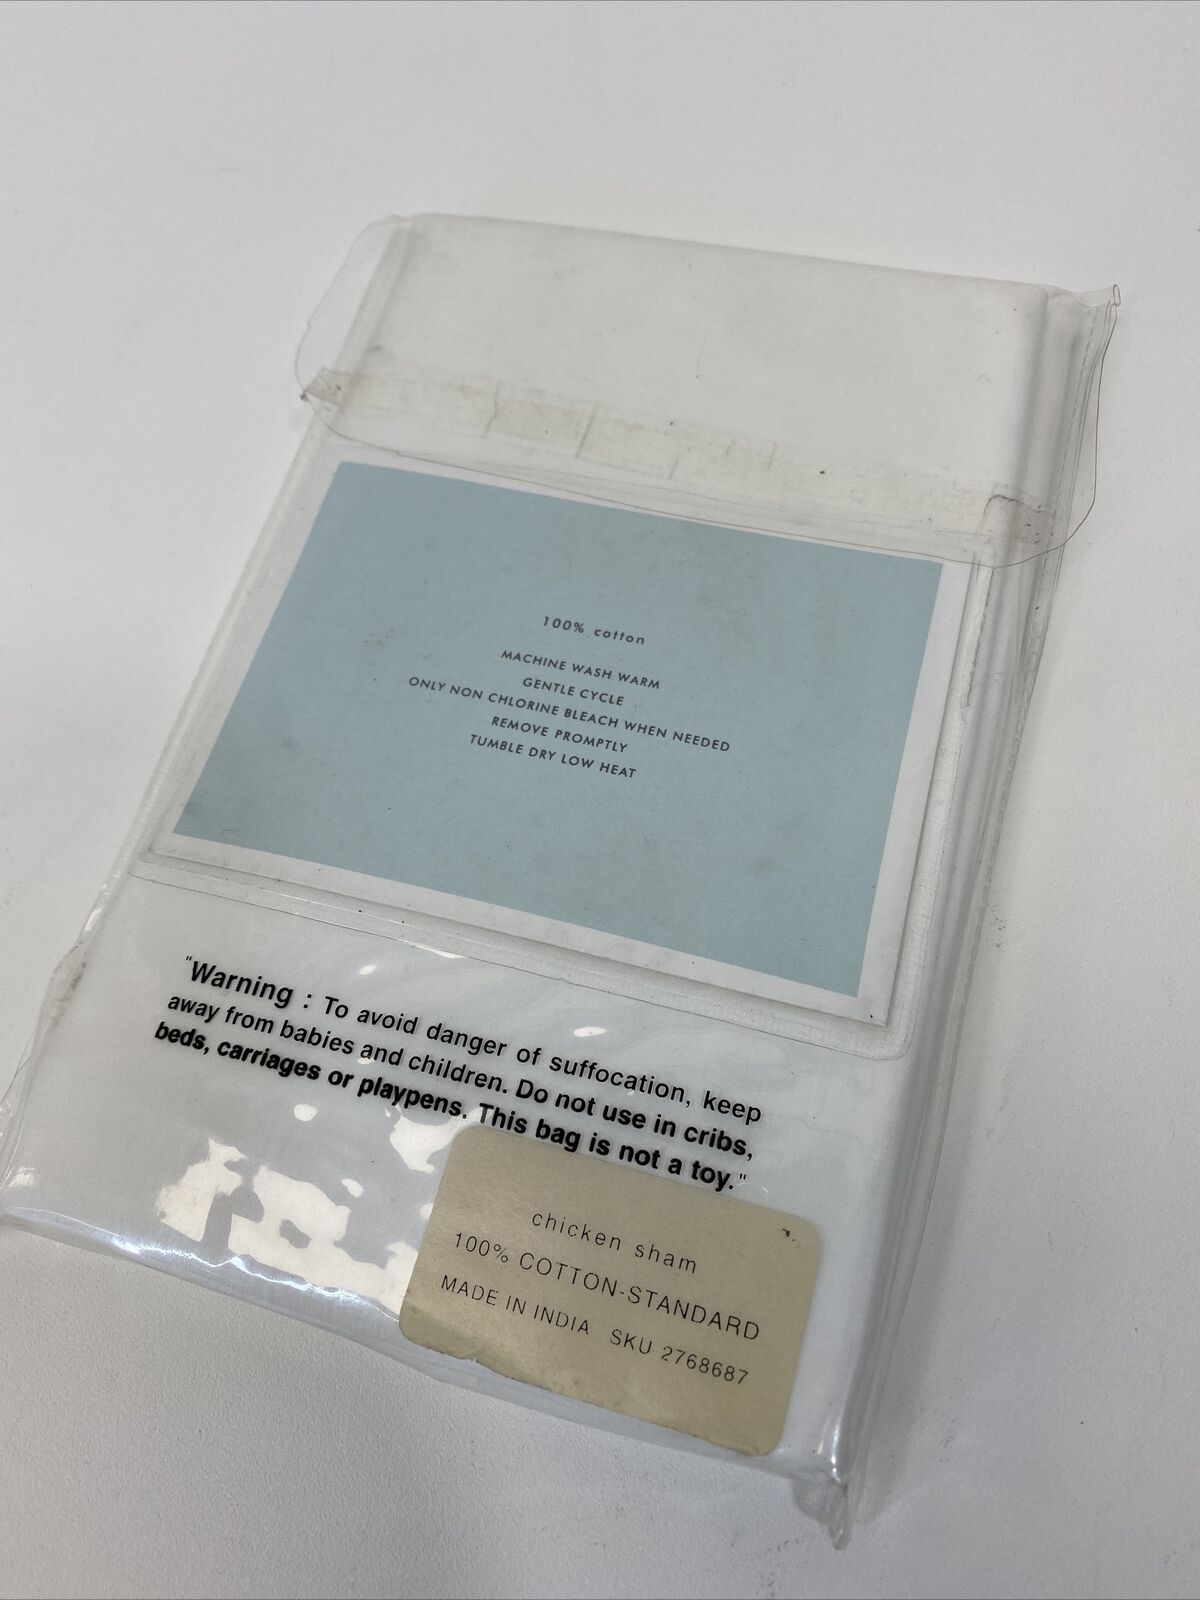 100% cotton
MACHINE WASH WARM
GENTLE CYCLE
ONLY NON CHLORINE BLEACH WHEN NEEDED
REMOVE PROMPTLY
TUMBLE DRY LOW HEAT
"Warning : To avoid danger of suffocation, keep
away from babies and children. Do not use in cribs,
beds, carriages or playpens. This bag is not a toy."
chicken sham
100% COTTON-STANDARD
MADE IN INDIA SKU 2768687